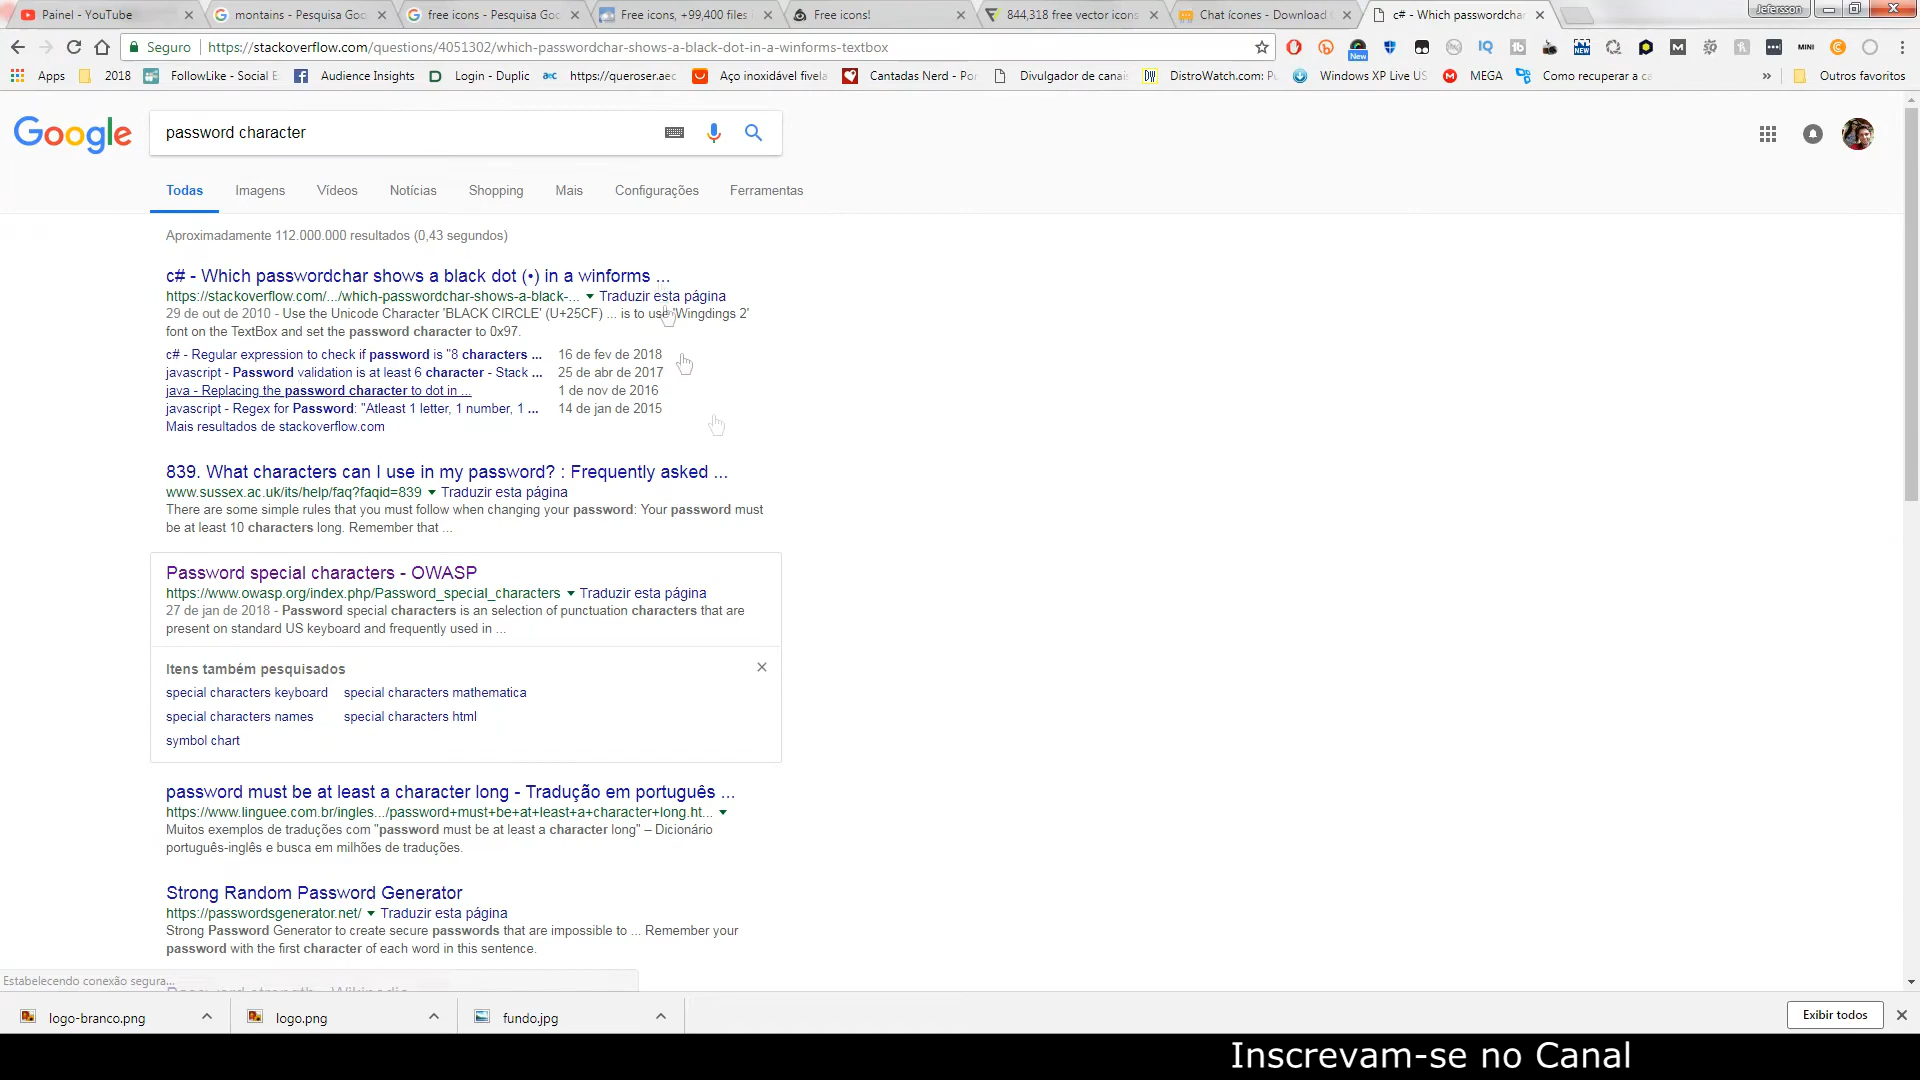 Painel - YouTube
montains - Pesquisa Goo
free icons - Pesquisa Goo
Free icons, +99,400 files
Free icons!
844,318 free vector icons
Chat ícones - Download
c# - Which passwordchar
Jefersson
Seguro
https://stackoverflow.com/questions/4051302/which-passwordchar-shows-a-black-dot-in-a-winforms-textbox
New
IQ
NEW
MINI
Apps
2018
FollowLike - Social E
Audience Insights
Login - Duplic
https://queroser.aec
Aço inoxidável fivela
Cantadas Nerd - Por
Divulgador de canai
DistroWatch.com: Pu
Windows XP Live US
MEGA
Como recuperar a ca
»
Outros favoritos
Google
password character
Todas
Imagens
Vídeos
Notícias
Shopping
Mais
Configurações
Ferramentas
Aproximadamente 112.000.000 resultados (0,43 segundos)
c# - Which passwordchar shows a black dot (•) in a winforms ...
https://stackoverflow.com/.../which-passwordchar-shows-a-black-... Traduzir esta página
29 de out de 2010 - Use the Unicode Character 'BLACK CIRCLE' (U+25CF) ... is to use 'Wingdings 2'
font on the TextBox and set the password character to 0x97.
c# - Regular expression to check if password is "8 characters ... 16 de fev de 2018
javascript - Password validation is at least 6 character - Stack ... 25 de abr de 2017
java - Replacing the password character to dot in ... 1 de nov de 2016
javascript - Regex for Password: "Atleast 1 letter, 1 number, 1 ... 14 de jan de 2015
Mais resultados de stackoverflow.com
839. What characters can I use in my password? : Frequently asked ...
www.sussex.ac.uk/its/help/faq?faqid=839 Traduzir esta página
There are some simple rules that you must follow when changing your password: Your password must
be at least 10 characters long. Remember that ...
Password special characters - OWASP
https://www.owasp.org/index.php/Password_special_characters Traduzir esta página
27 de jan de 2018 - Password special characters is an selection of punctuation characters that are
present on standard US keyboard and frequently used in ...
Itens também pesquisados
special characters keyboard special characters mathematica
special characters names special characters html
symbol chart
password must be at least a character long - Tradução em português ...
https://www.linguee.com.br/ingles.../password+must+be+at+least+a+character+long.ht...
Muitos exemplos de traduções com "password must be at least a character long" – Dicionário
português-inglês e busca em milhões de traduções.
Strong Random Password Generator
https://passwordsgenerator.net/ Traduzir esta página
Strong Password Generator to create secure passwords that are impossible to ... Remember your
password with the first character of each word in this sentence.
Estabelecendo conexão segura...
Password strength - Wikipedia
logo-branco.png
logo.png
fundo.jpg
Exibir todos
Inscrevam-se no Canal